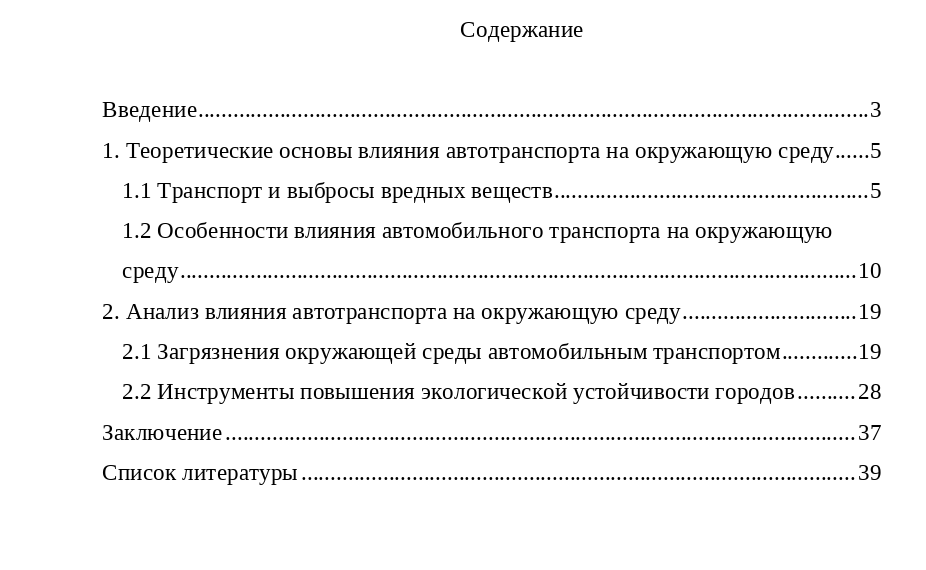 Содержание
Введение....................................................................................................................3
1. Теоретические основы влияния автотранспорта на окружающую среду......5
1.1 Транспорт и выбросы вредных веществ......................................................5
1.2 Особенности влияния автомобильного транспорта на окружающую
среду....................................................................................................................10
2. Анализ влияния автотранспорта на окружающую среду..............................19
2.1 Загрязнения окружающей среды автомобильным транспортом.............19
2.2 Инструменты повышения экологической устойчивости городов..........28
Заключение............................................................................................................37
Список литературы...............................................................................................39